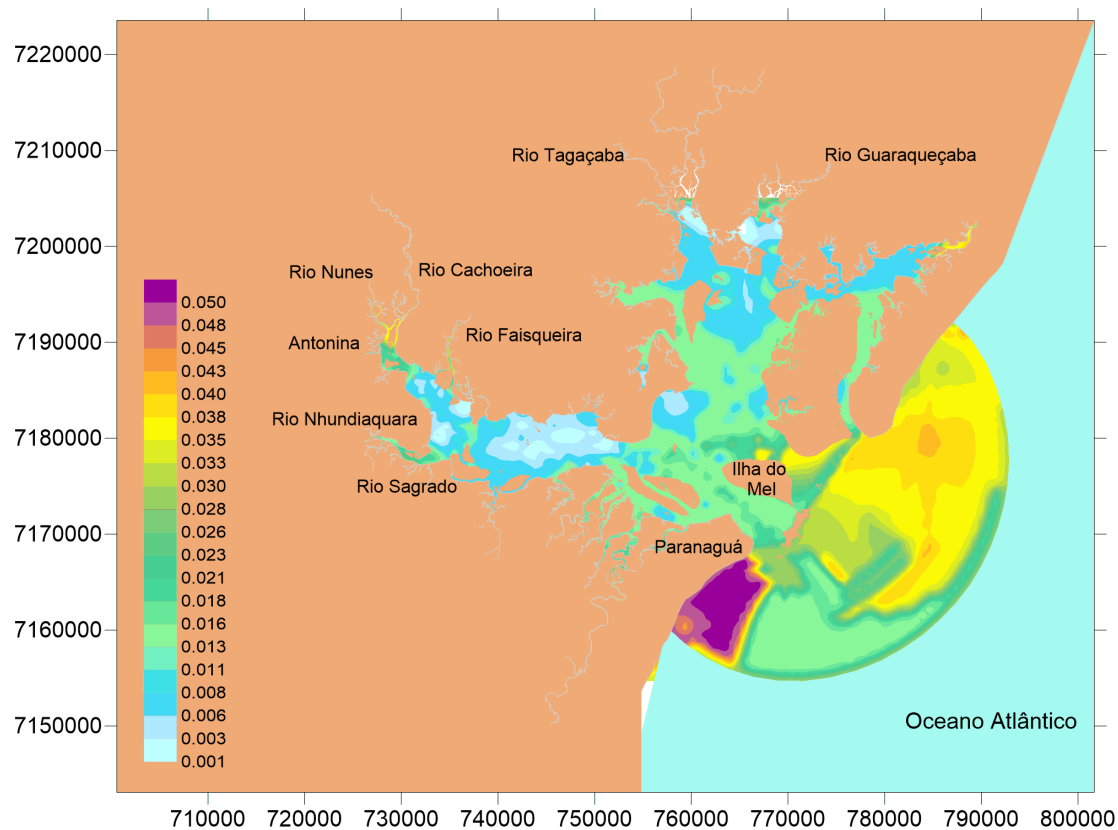 7220000
7210000
7200000
7190000
7180000
7170000
7160000
7150000
Rio Tagaçaba
Rio Guaraqueçaba
Rio Nunes
Rio Cachoeira
Antonina
Rio Faisqueira
Rio Nhundiaquara
Rio Sagrado
Ilha do
Mel
Paranaguá
Oceano Atlântico
0.050
0.048
0.045
0.043
0.040
0.038
0.035
0.033
0.030
0.028
0.026
0.023
0.021
0.018
0.016
0.013
0.011
0.008
0.006
0.003
0.001
710000 720000 730000 740000 750000 760000 770000 780000 790000 800000